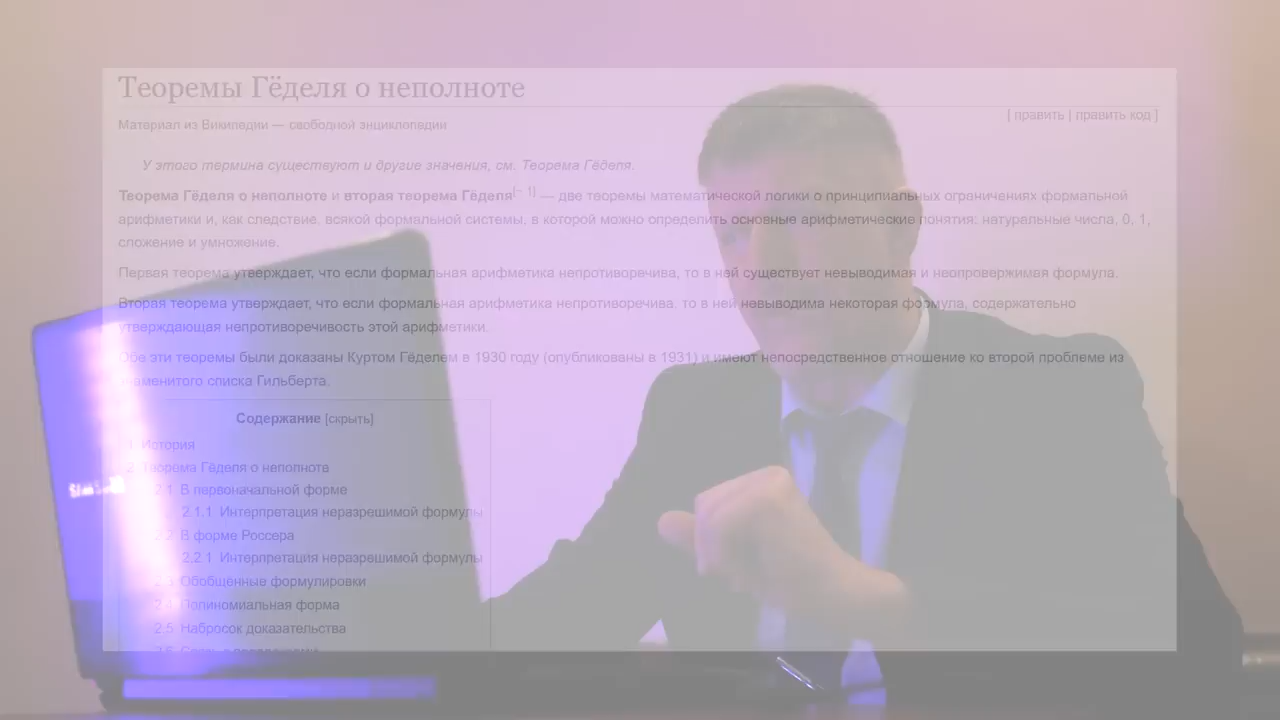 Теоремы Гёделя о неполноте
[ править | править код ]
Материал из Википедии — свободной энциклопедии
У этого термина существуют и другие значения, см. Теорема Гёделя.
Теорема Гёделя о неполноте и вторая теорема Гёделя[~ 1] — две теоремы математической логики о принципиальных ограничениях формальной
арифметики и, как следствие, всякой формальной системы, в которой можно определить основные арифметические понятия: натуральные числа, 0, 1,
сложение и умножение.
Первая теорема утверждает, что если формальная арифметика непротиворечива, то в ней существует невыводимая и неопровержимая формула.
Вторая теорема утверждает, что если формальная арифметика непротиворечива, то в ней невыводима некоторая формула, содержательно
утверждающая непротиворечивость этой арифметики.
Обе эти теоремы были доказаны Куртом Гёделем в 1930 году (опубликованы в 1931) и имеют непосредственное отношение ко второй проблеме из
знаменитого списка Гильберта.
Содержание [скрыть]
1 История
2 Теорема Гёделя о неполноте
2.1 В первоначальной форме
2.1.1 Интерпретация неразрешимой формулы
2.2 В форме Россера
2.2.1 Интерпретация неразрешимой формулы
2.3 Обобщённые формулировки
2.4 Полиномиальная форма
2.5 Набросок доказательства